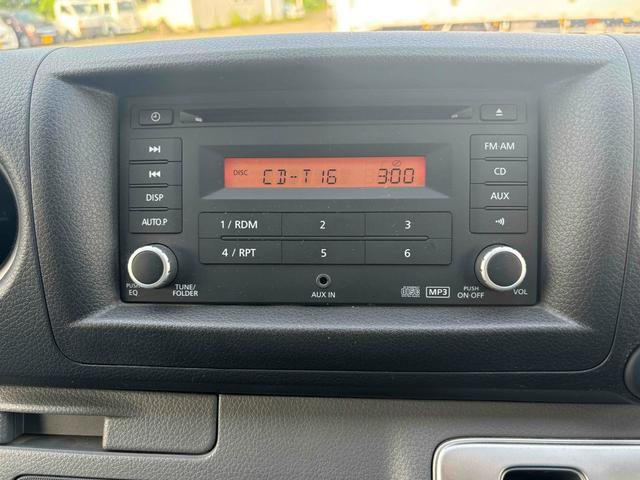 FM·AM
DISC CD--T16 3:00
CD
DISP
AUX
AUTO.P
1 / RDM 2 3
4 / RPT 5 6
PUSH EQ
TUNE/FOLDER
AUX IN
MP3
PUSH ON·OFF
VOL